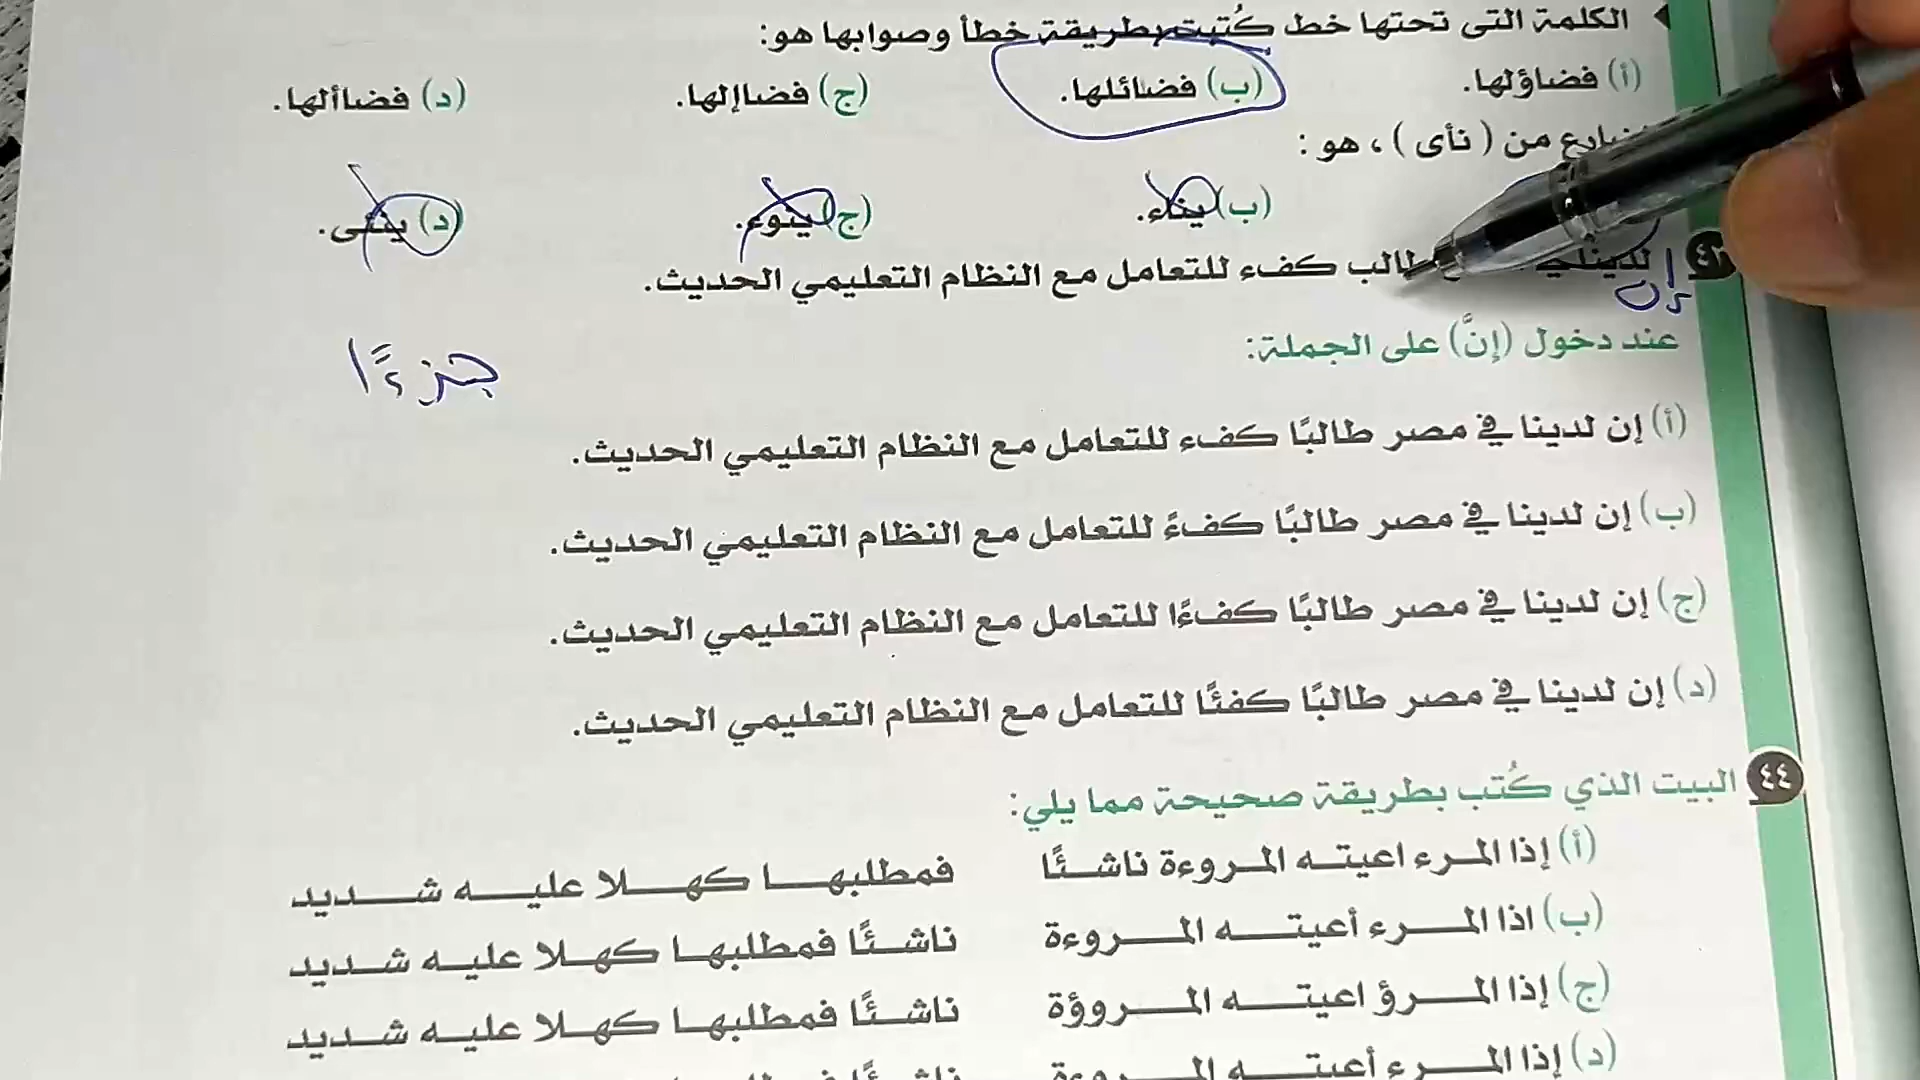 الكلمة التى تحتها خط كُتبت بطريقة خطأ وصوابها هو:
(أ) فضاؤلها. (ب) فضائلها. (ج) فضاإلها. (د) فضاألها.
من ( نأى ) ، هو :
(ب) يناء. (ج) ينوء. (د) ينئى.
٤٣ لدينا طالب كفء للتعامل مع النظام التعليمي الحديث.
إن
عند دخول (إنَّ) على الجملة:
جزءًا
(أ) إن لدينا في مصر طالبًا كفء للتعامل مع النظام التعليمي الحديث.
(ب) إن لدينا في مصر طالبًا كفءً للتعامل مع النظام التعليمي الحديث.
(ج) إن لدينا في مصر طالبًا كفءًا للتعامل مع النظام التعليمي الحديث.
(د) إن لدينا في مصر طالبًا كفئًا للتعامل مع النظام التعليمي الحديث.
٤٤ البيت الذي كُتب بطريقة صحيحة مما يلي:
(أ) إذا المرء اعيته المروءة ناشئًا فمطلبها كهلا عليه شديد
(ب) اذا المرء أعيته المروءة ناشئًا فمطلبها كهلا عليه شديد
(ج) إذا المرؤ اعيته المروؤة ناشئًا فمطلبها كهلا عليه شديد
(د) إذا المرء أعيته المروءة